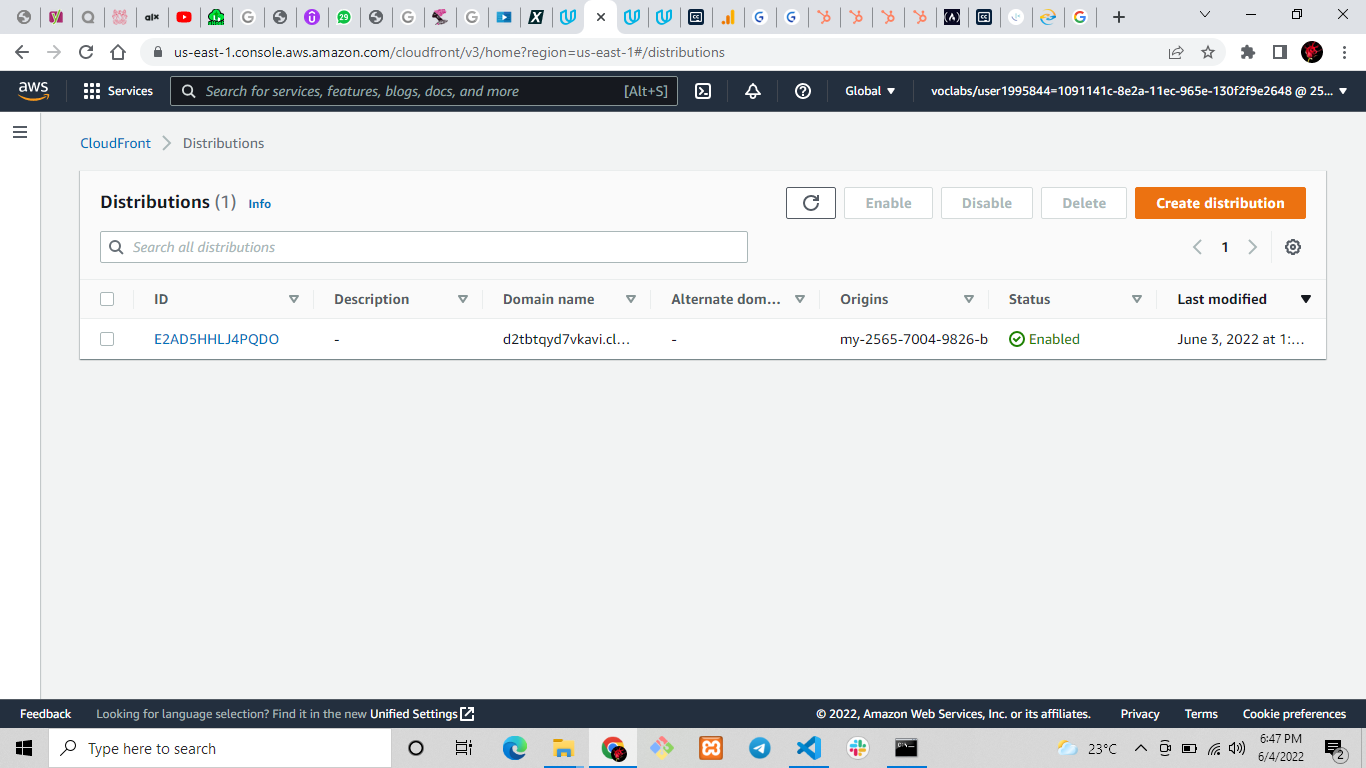 alx
29
us-east-1.console.aws.amazon.com/cloudfront/v3/home?region=us-east-1#/distributions
aws
Services
Search for services, features, blogs, docs, and more
[Alt+S]
Global
voclabs/user1995844=1091141c-8e2a-11ec-965e-130f2f9e2648 @ 25...
CloudFront
Distributions
Distributions (1)
Info
Enable
Disable
Delete
Create distribution
Search all distributions
1
ID
Description
Domain name
Alternate dom...
Origins
Status
Last modified
E2AD5HHLJ4PQDO
-
d2tbtqyd7vkavi.cl...
-
my-2565-7004-9826-b
Enabled
June 3, 2022 at 1:...
Feedback
Looking for language selection? Find it in the new Unified Settings
© 2022, Amazon Web Services, Inc. or its affiliates.
Privacy
Terms
Cookie preferences
Type here to search
23°C
6:47 PM
6/4/2022
2